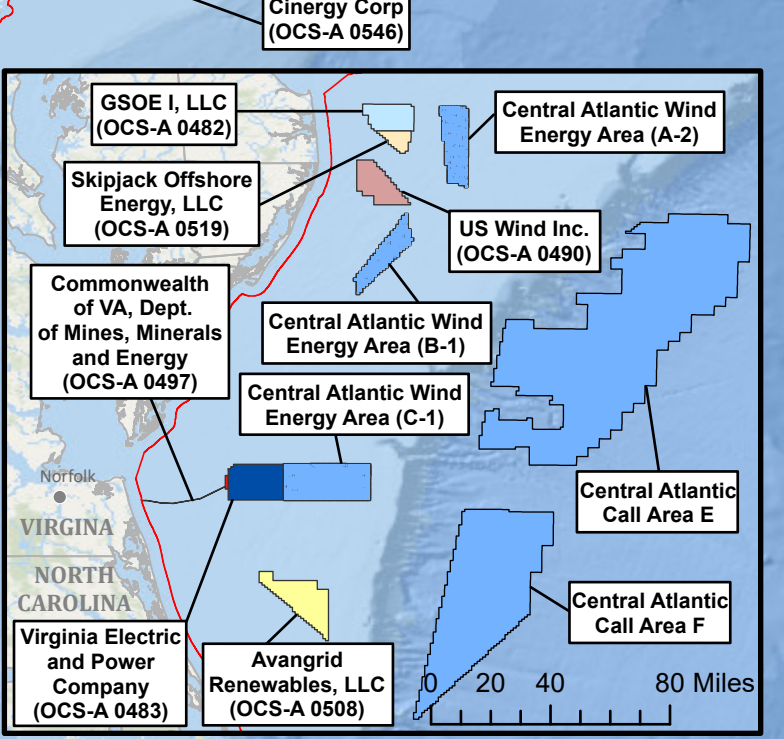 Cinergy Corp
(OCS-A 0546)
GSOE I, LLC
(OCS-A 0482)
Central Atlantic Wind
Energy Area (A-2)
Skipjack Offshore
Energy, LLC
(OCS-A 0519)
US Wind Inc.
(OCS-A 0490)
Commonwealth
of VA, Dept.
of Mines, Minerals
and Energy
(OCS-A 0497)
Central Atlantic Wind
Energy Area (B-1)
Central Atlantic Wind
Energy Area (C-1)
Norfolk
VIRGINIA
Central Atlantic
Call Area E
NORTH
CAROLINA
Central Atlantic
Call Area F
Virginia Electric
and Power
Company
(OCS-A 0483)
Avangrid
Renewables, LLC
(OCS-A 0508)
0 20 40 80 Miles